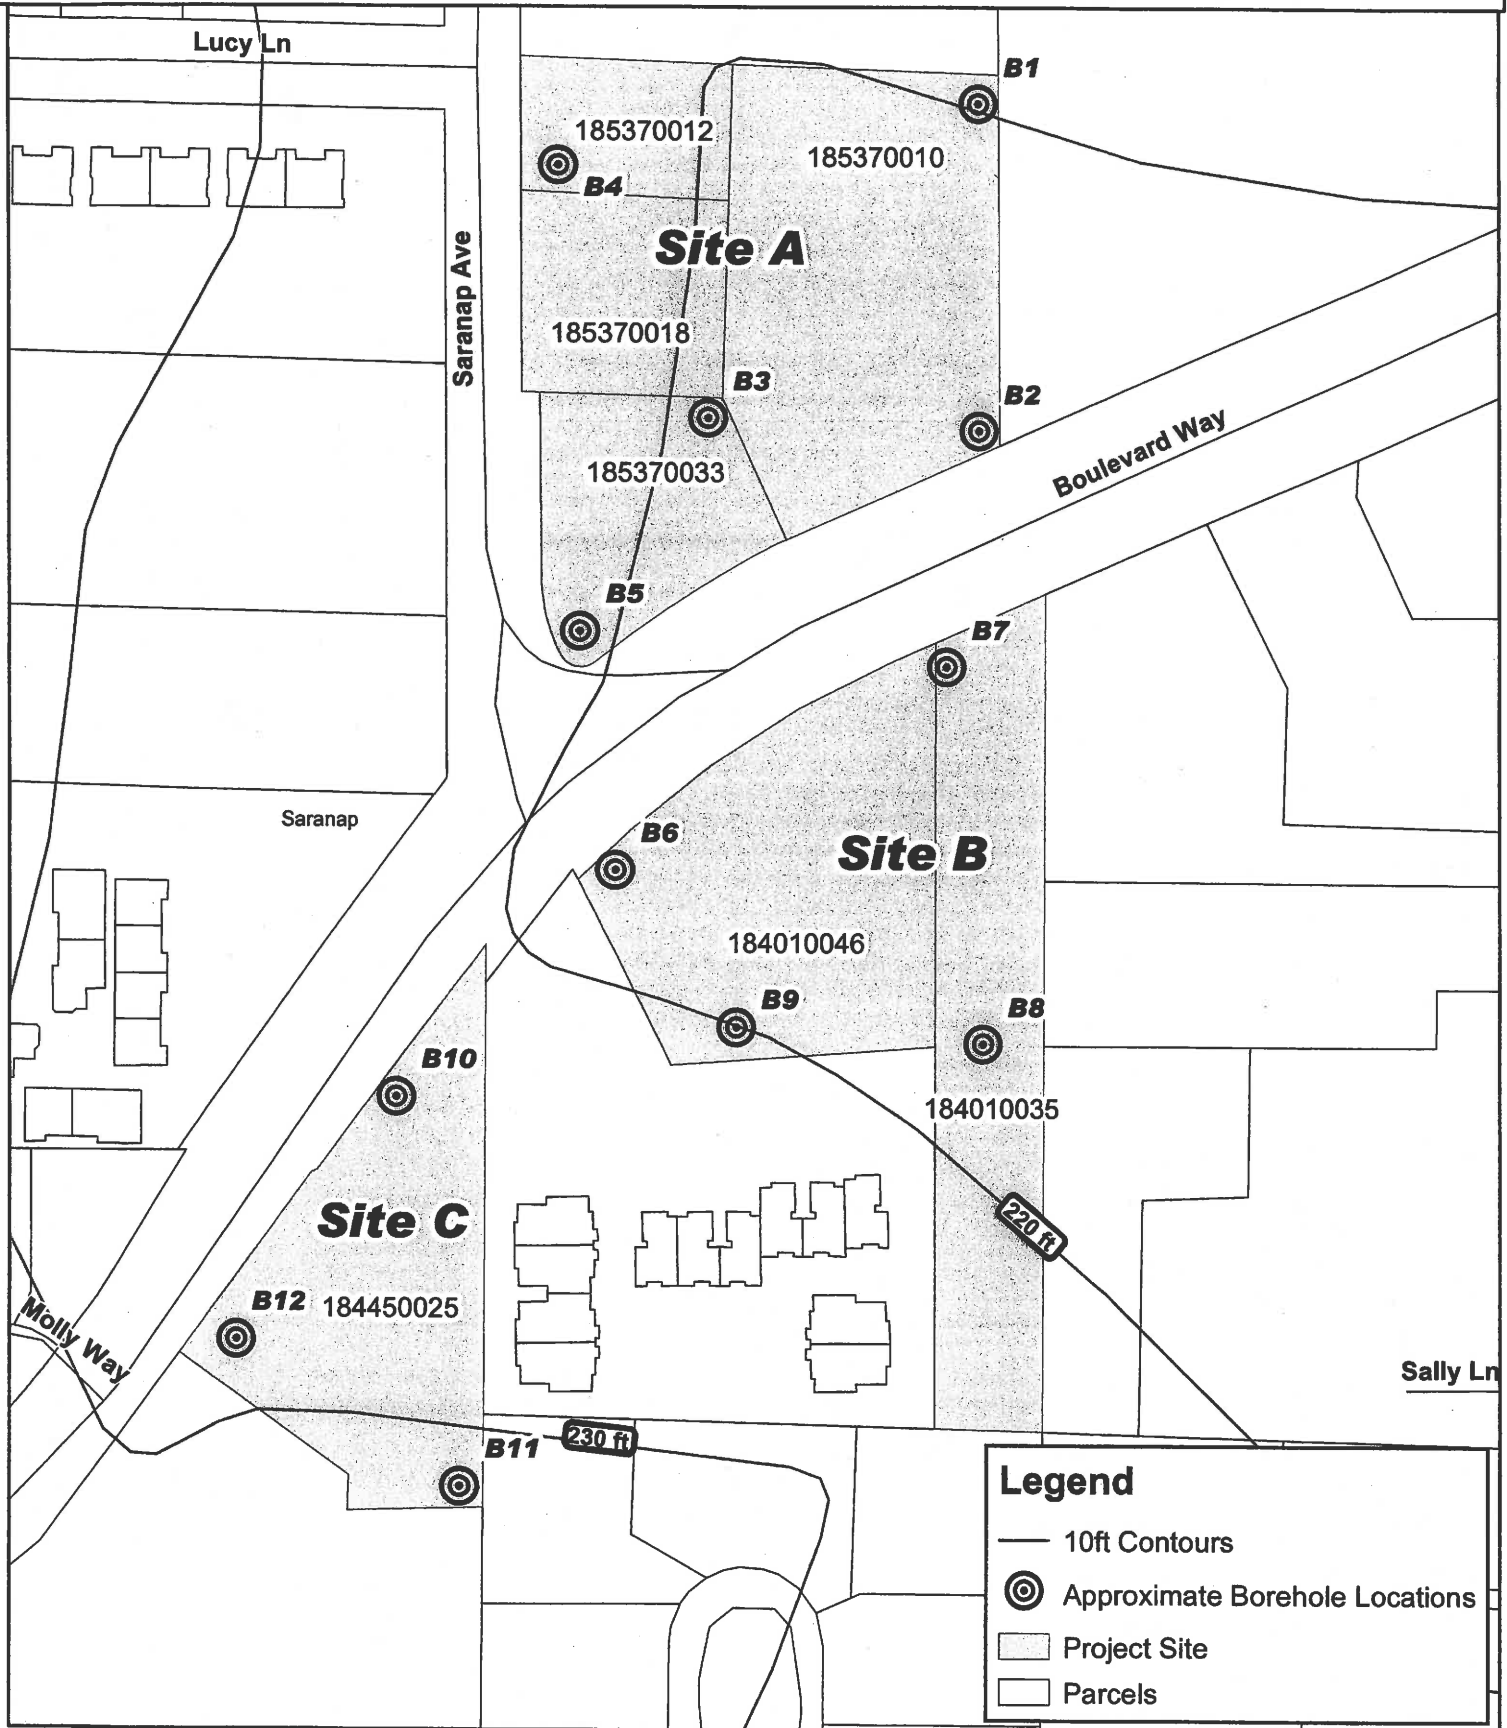 Lucy Ln
B1
185370012
185370010
B4
Site A
Saranap Ave
185370018
B3
B2
Boulevard Way
185370033
B5
B7
Saranap
B6
Site B
184010046
B9
B8
B10
184010035
Site C
220 ft
B12
184450025
Molly Way
Sally Ln
230 ft
B11
Legend
10ft Contours
Approximate Borehole Locations
Project Site
Parcels